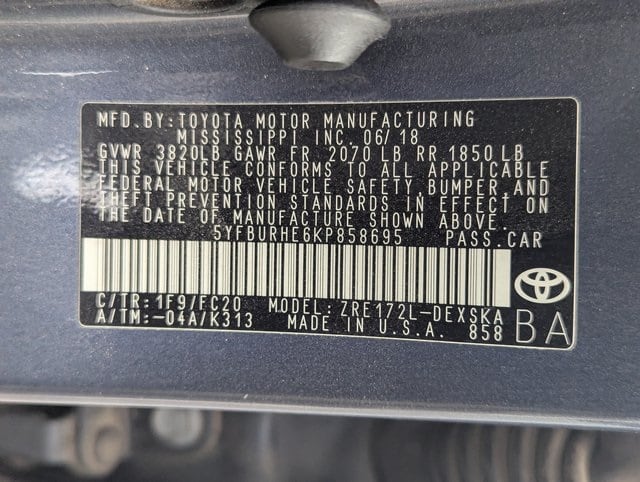 MFD. BY: TOYOTA MOTOR MANUFACTURING
MISSISSIPPI INC. 06/18
GVWR 3820LB GAWR FR 2070 LB RR 1850 LB
THIS VEHICLE CONFORMS TO ALL APPLICABLE
FEDERAL MOTOR VEHICLE SAFETY, BUMPER, AND
THEFT PREVENTION STANDARDS IN EFFECT ON
THE DATE OF MANUFACTURE SHOWN ABOVE.
5YFBURHE6KP858695 PASS. CAR
C/TR: 1F9/FC20 MODEL: ZRE172L-DEXSKA
A/TM: -04A/K313 MADE IN U.S.A. 858
BA